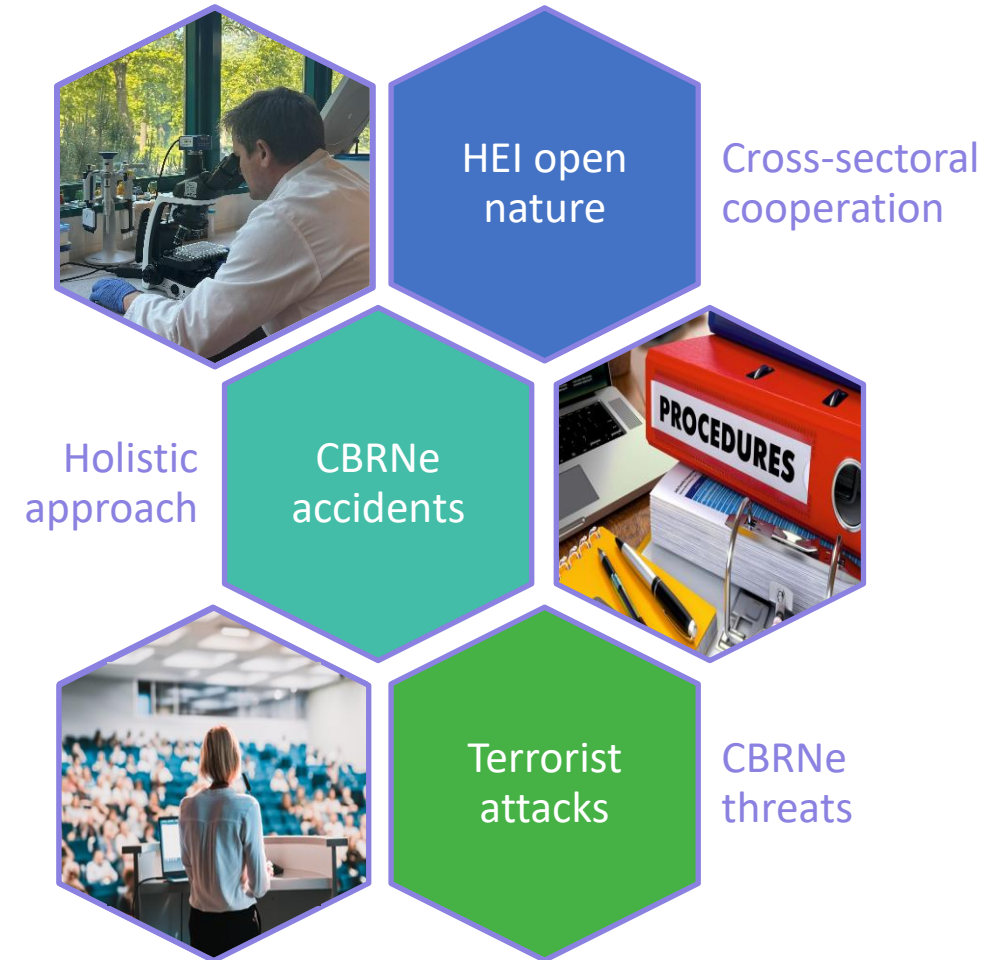 HEI open
nature
Cross-sectoral
cooperation
Holistic
approach
CBRNe
accidents
PROCEDURES
Terrorist
attacks
CBRNe
threats